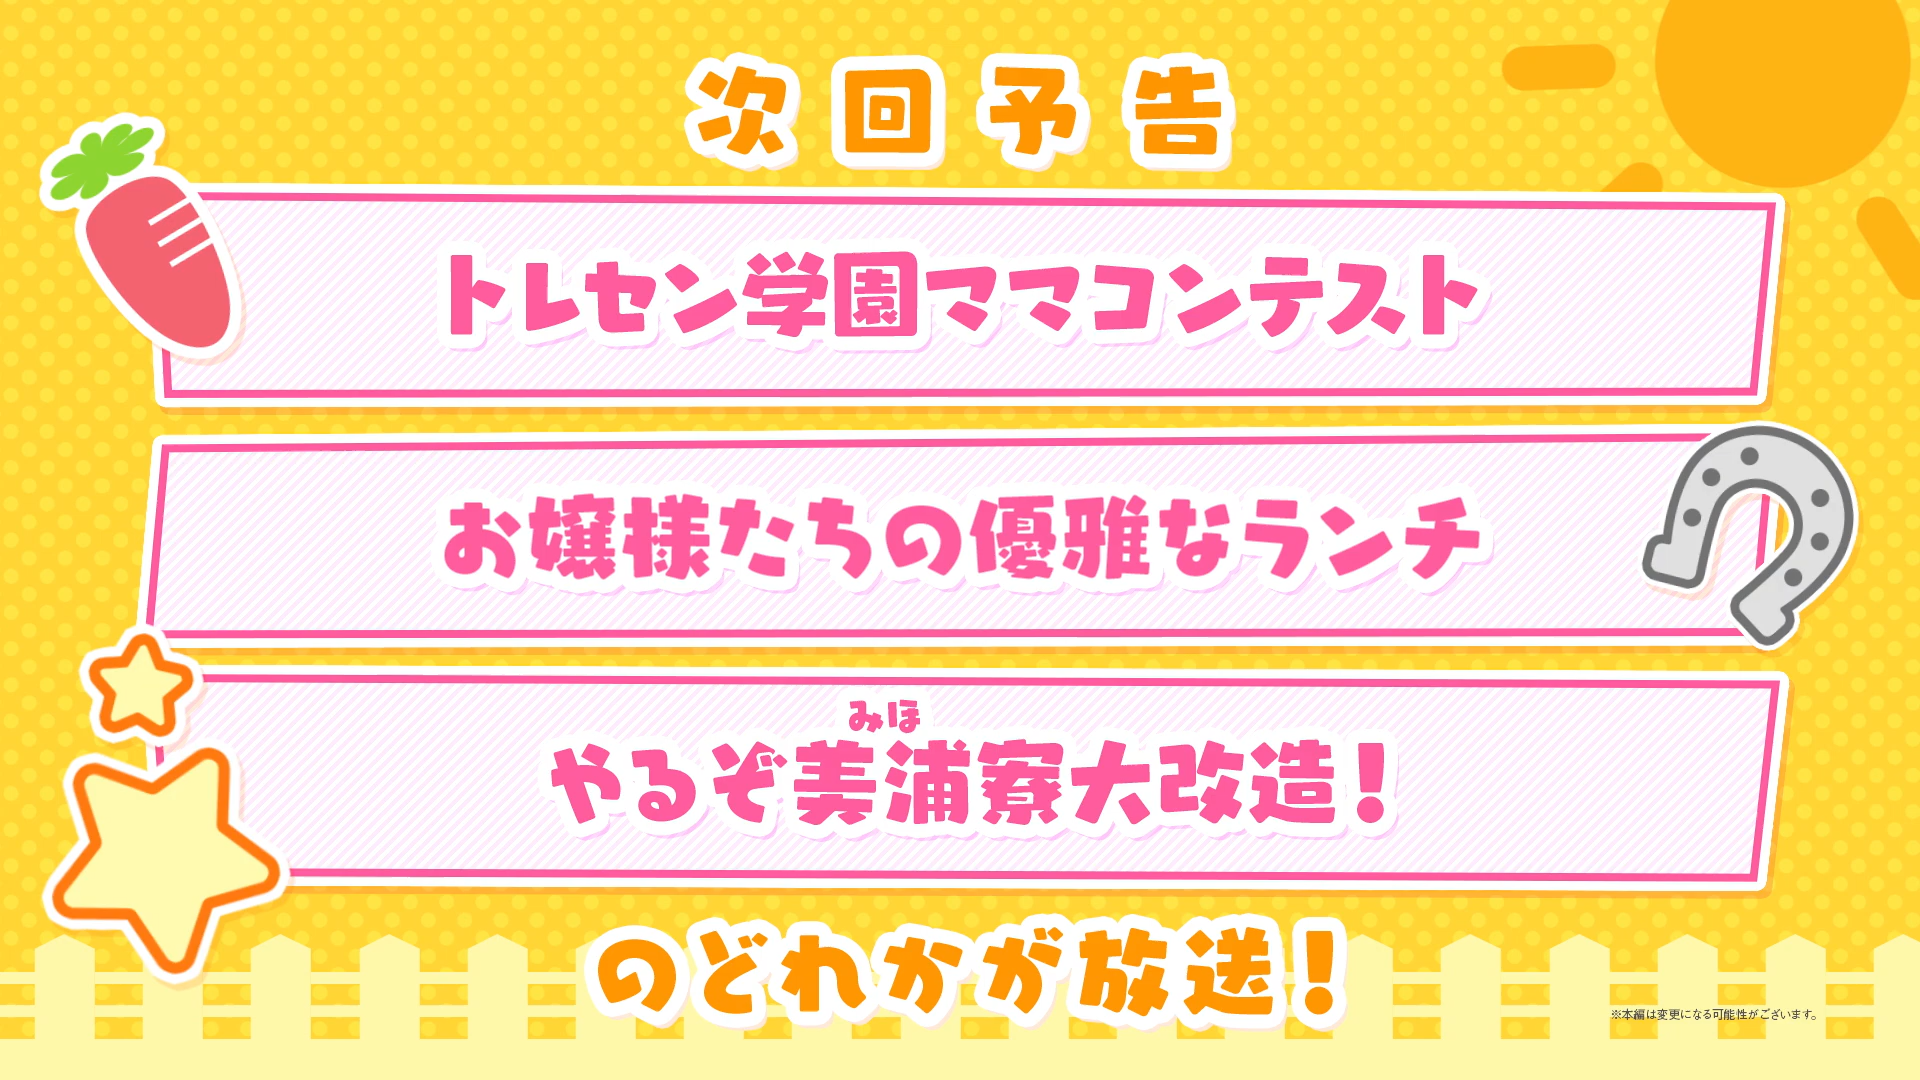 次回予告
トレセン学園ママコンテスト
お嬢様たちの優雅なランチ
みほ
やるぞ美浦寮大改造!
のどれかが放送!
※本編は変更になる可能性がございます。